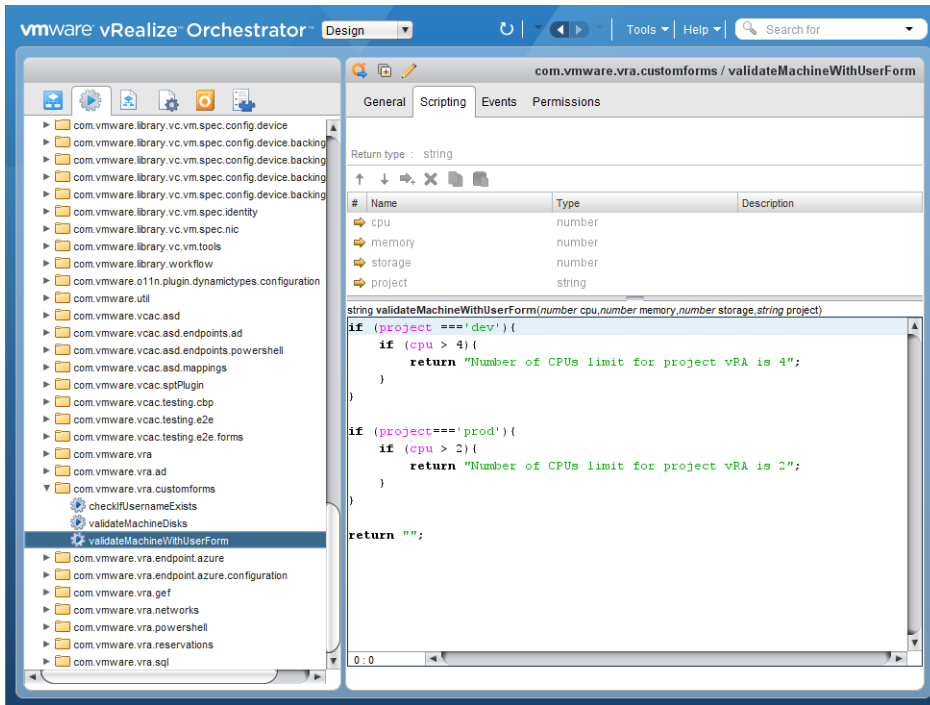 vmware vRealize Orchestrator Design Tools Help Search for
com.vmware.vra.customforms / validateMachineWithUserForm
General Scripting Events Permissions
com.vmware.library.vc.vm.spec.config.device
com.vmware.library.vc.vm.spec.config.device.backing
com.vmware.library.vc.vm.spec.config.device.backing
com.vmware.library.vc.vm.spec.config.device.backing
com.vmware.library.vc.vm.spec.config.device.backing
com.vmware.library.vc.vm.spec.identity
com.vmware.library.vc.vm.spec.nic
com.vmware.library.vc.vm.tools
com.vmware.library.workflow
com.vmware.o11n.plugin.dynamictypes.configuration
com.vmware.util
com.vmware.vcac.asd
com.vmware.vcac.asd.endpoints.ad
com.vmware.vcac.asd.endpoints.powershell
com.vmware.vcac.asd.mappings
com.vmware.vcac.sptPlugin
com.vmware.vcac.testing.cbp
com.vmware.vcac.testing.e2e
com.vmware.vcac.testing.e2e.forms
com.vmware.vra
com.vmware.vra.ad
com.vmware.vra.customforms
checkIfUsernameExists
validateMachineDisks
validateMachineWithUserForm
com.vmware.vra.endpoint.azure
com.vmware.vra.endpoint.azure.configuration
com.vmware.vra.gef
com.vmware.vra.networks
com.vmware.vra.powershell
com.vmware.vra.reservations
com.vmware.vra.sql
Return type : string
# Name Type Description
cpu number
memory number
storage number
project string
string validateMachineWithUserForm(number cpu,number memory,number storage,string project)
if (project ==='dev'){
if (cpu > 4){
return "Number of CPUs limit for project vRA is 4";
}
}
if (project==='prod'){
if (cpu > 2){
return "Number of CPUs limit for project vRA is 2";
}
}
return "";
0 : 0